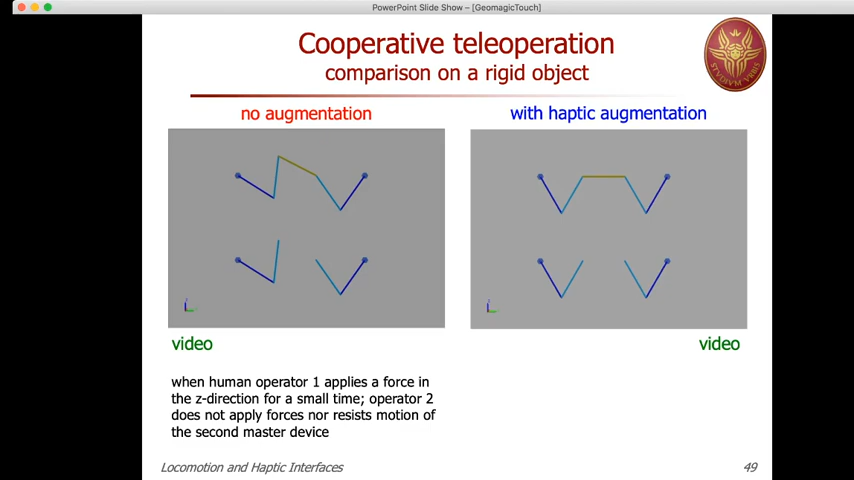 PowerPoint Slide Show - [GeomagicTouch]
Cooperative teleoperation
comparison on a rigid object
STVDIVM VRBIS
no augmentation
with haptic augmentation
video
video
when human operator 1 applies a force in
the z-direction for a small time; operator 2
does not apply forces nor resists motion of
the second master device
Locomotion and Haptic Interfaces
49